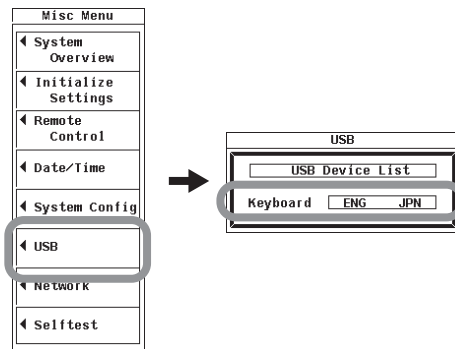 Misc Menu
System
Overview
Initialize
Settings
Remote
Control
Date/Time
System Config
USB
Network
Selftest
USB
USB Device List
Keyboard ENG JPN